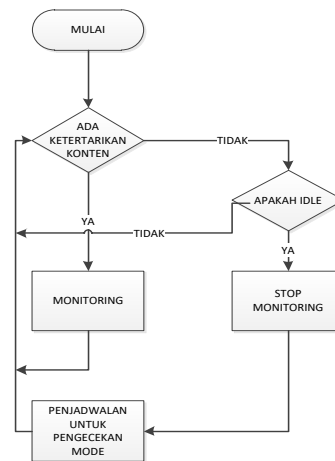 MULAI
ADA
KETERTARIKAN
KONTEN
TIDAK
APAKAH IDLE
YA
TIDAK
YA
MONITORING
STOP
MONITORING
PENJADWALAN
UNTUK
PENGECEKAN
MODE